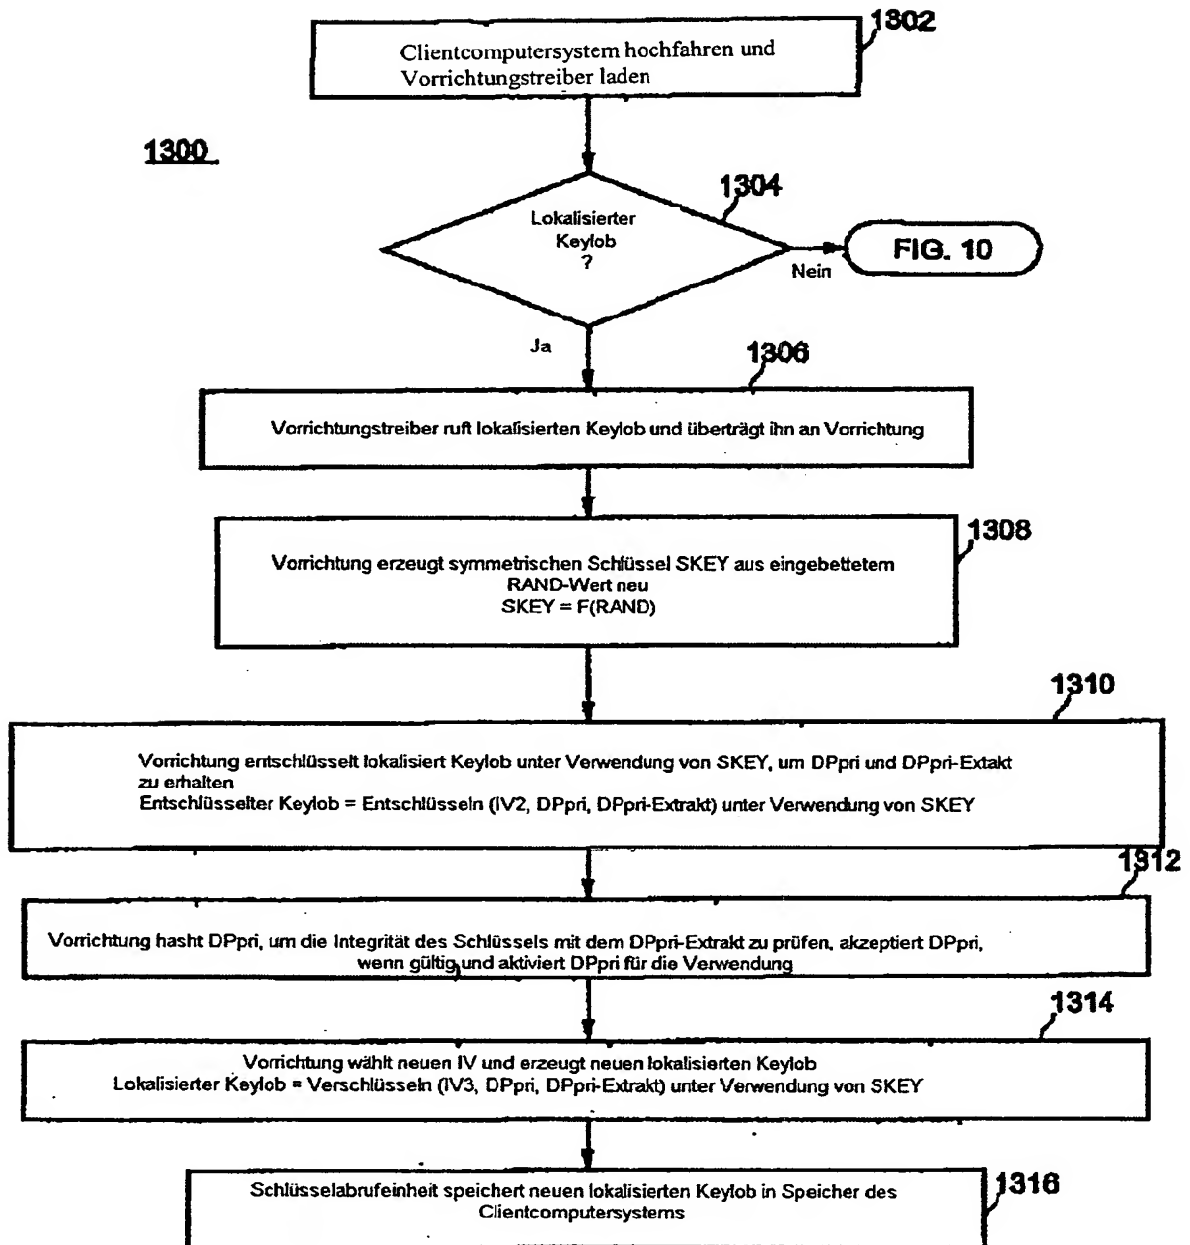 1302
Clientcomputersystem hochfahren und
Vorrichtungstreiber laden
1300
1304
Lokalisierter
Keylob
?
FIG. 10
Nein
Ja
1306
Vorrichtungstreiber ruft lokalisierten Keylob und überträgt ihn an Vorrichtung
1308
Vorrichtung erzeugt symmetrischen Schlüssel SKEY aus eingebettetem
RAND-Wert neu
SKEY = F(RAND)
1310
Vorrichtung entschlüsselt lokalisiert Keylob unter Verwendung von SKEY, um DPpri und DPpri-Extakt
zu erhalten
Entschlüsselter Keylob = Entschlüsseln (IV2, DPpri, DPpri-Extrakt) unter Verwendung von SKEY
1312
Vorrichtung hasht DPpri, um die Integrität des Schlüssels mit dem DPpri-Extrakt zu prüfen, akzeptiert DPpri,
wenn gültig, und aktiviert DPpri für die Verwendung
1314
Vorrichtung wählt neuen IV und erzeugt neuen lokalisierten Keylob
Lokalisierter Keylob = Verschlüsseln (IV3, DPpri, DPpri-Extrakt) unter Verwendung von SKEY
1316
Schlüsselabrufeinheit speichert neuen lokalisierten Keylob in Speicher des
Clientcomputersystems